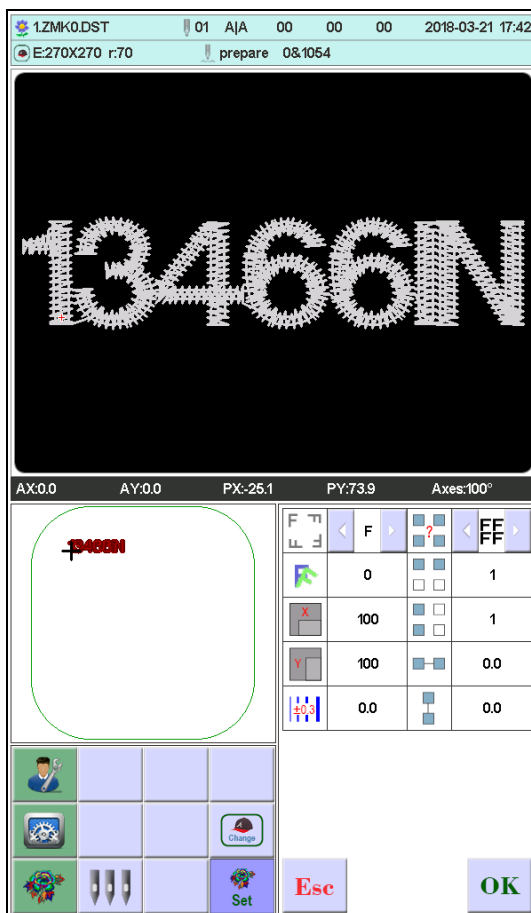 1.ZMK0.DST 01 A|A 00 00 00 2018-03-21 17:42
E:270X270 r:70 prepare 0&1054
13466N
AX:0.0 AY:0.0 PX:-25.1 PY:73.9 Axes:100°
13466N
F F F F F ? FF
FF
F 0 1
X 100 1
Y 100 0.0
±0.3 0.0 0.0
Change
Set
Esc OK